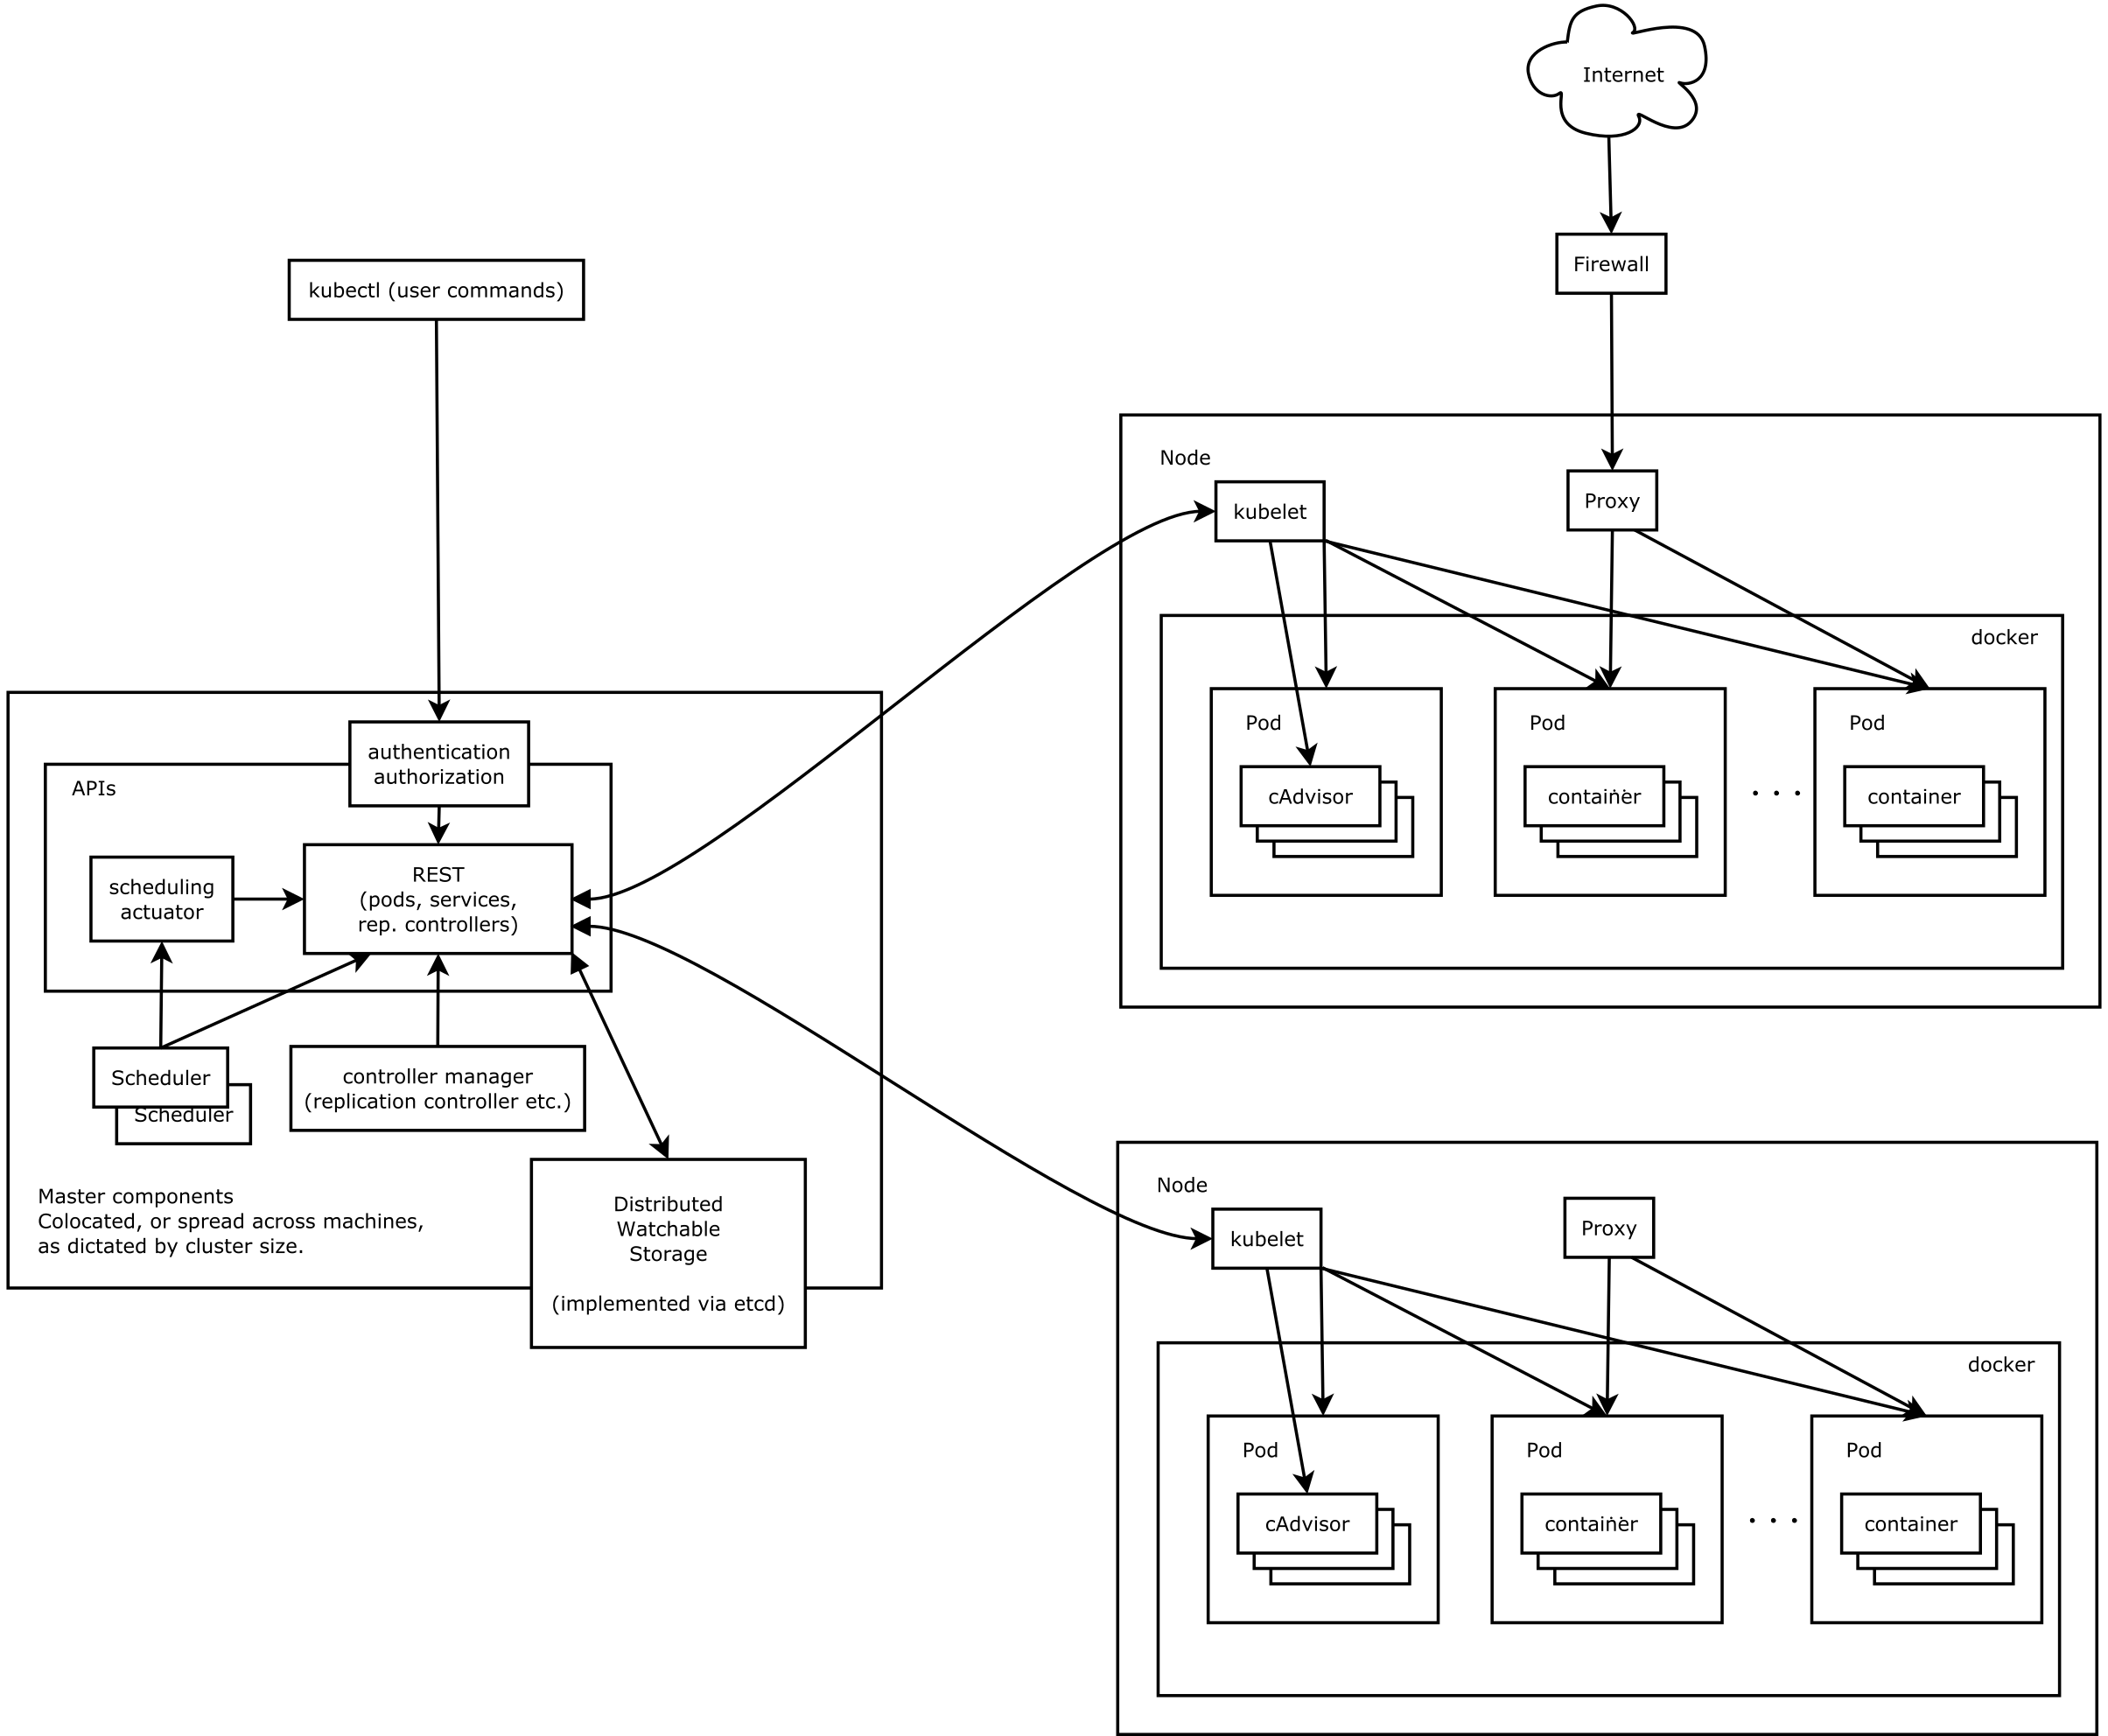 Internet
Firewall
kubectl (user commands)
Node
kubelet
Proxy
docker
Pod
cAdvisor
Pod
container
. . .
Pod
container
authentication
authorization
APIs
REST
(pods, services,
rep. controllers)
scheduling
actuator
Scheduler
Scheduler
controller manager
(replication controller etc.)
Master components
Colocated, or spread across machines,
as dictated by cluster size.
Distributed
Watchable
Storage
(implemented via etcd)
Node
kubelet
Proxy
docker
Pod
cAdvisor
Pod
container
. . .
Pod
container